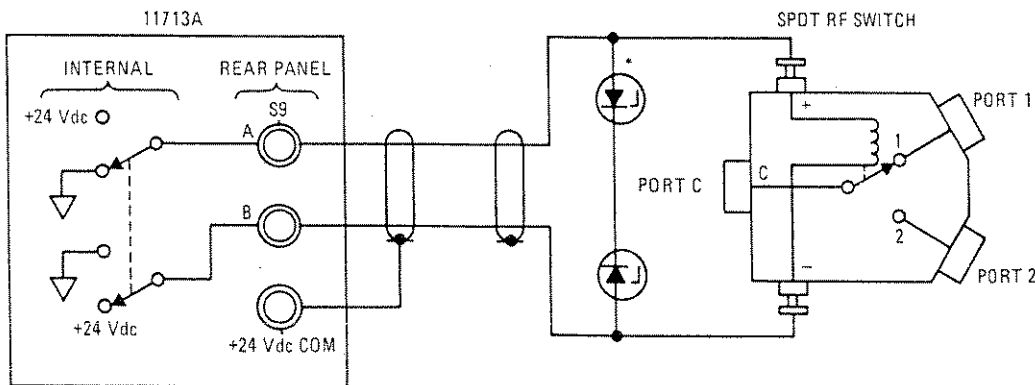 11713A
SPDT RF SWITCH
INTERNAL
REAR PANEL
+24 Vdc
S9
A
B
+24 Vdc
+24 Vdc COM
*
+
PORT 1
1
PORT C
C
2
PORT 2
−